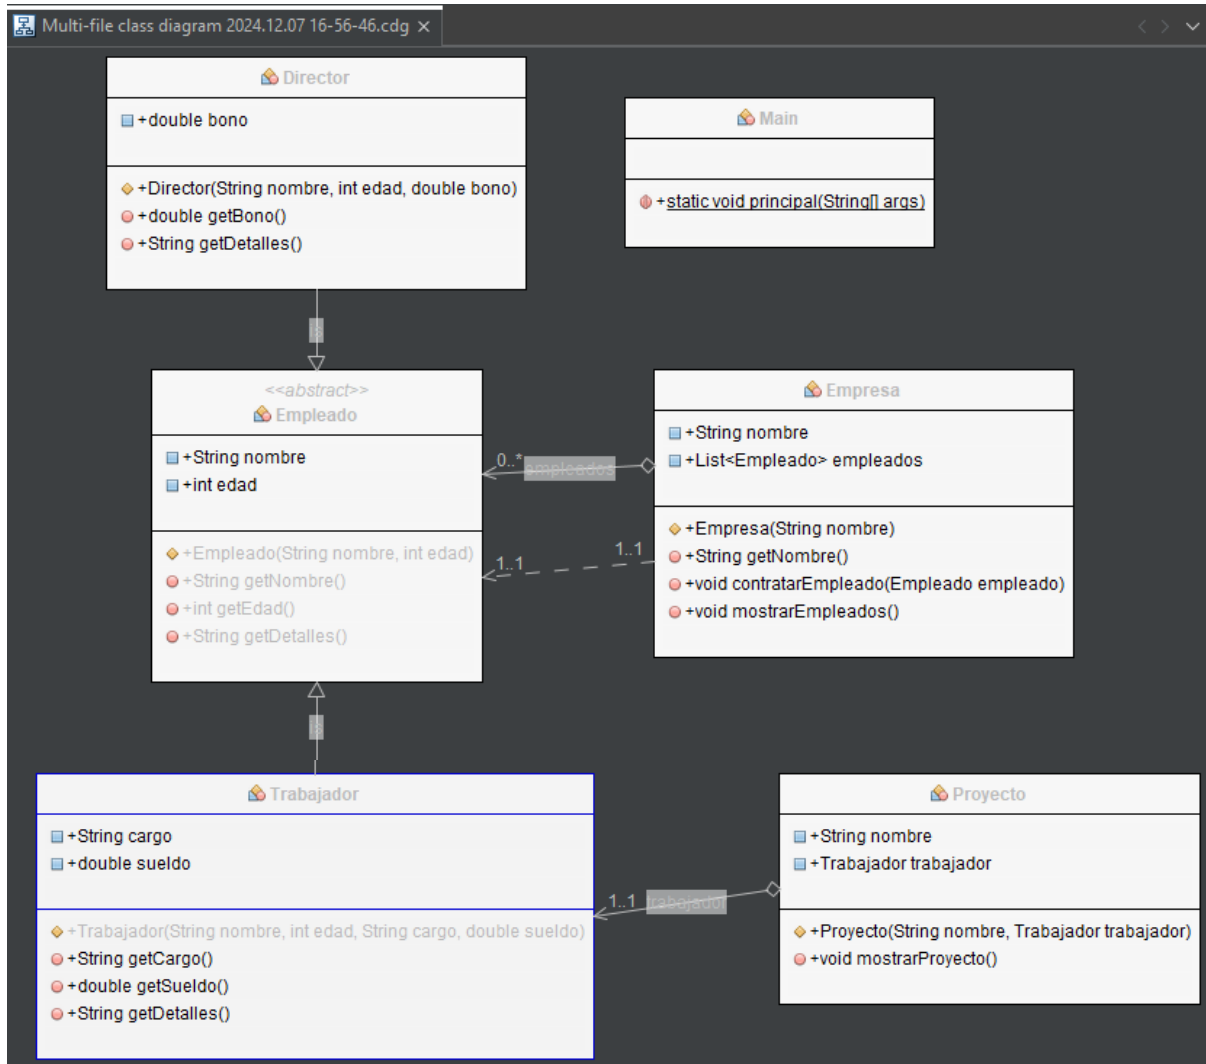 Multi-file class diagram 2024.12.07 16-56-46.cdg ×
Director
+double bono
+Director(String nombre, int edad, double bono)
+double getBono()
+String getDetalles()
Main
+static void principal(String[] args)
<<abstract>>
Empleado
+String nombre
+int edad
+Empleado(String nombre, int edad)
+String getNombre()
+int getEdad()
+String getDetalles()
0..*
empleados
1..1
1..1
Empresa
+String nombre
+List<Empleado> empleados
+Empresa(String nombre)
+String getNombre()
+void contratarEmpleado(Empleado empleado)
+void mostrarEmpleados()
Trabajador
+String cargo
+double sueldo
+Trabajador(String nombre, int edad, String cargo, double sueldo)
+String getCargo()
+double getSueldo()
+String getDetalles()
1..1
trabajador
Proyecto
+String nombre
+Trabajador trabajador
+Proyecto(String nombre, Trabajador trabajador)
+void mostrarProyecto()